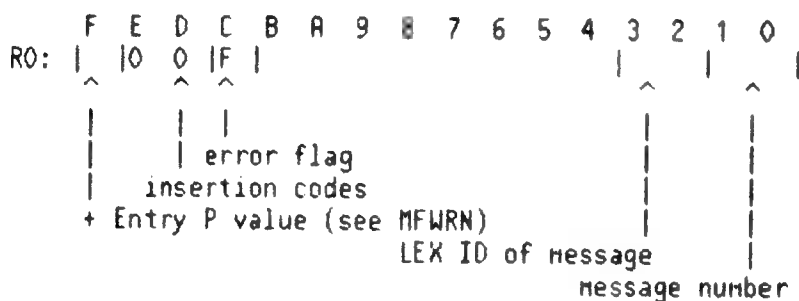 F E D C B A 9 8 7 6 5 4 3 2 1 0
R0: | |0 0 |F | | | |
^ ^ ^ ^ ^
| | | | |
| | error flag | |
insertion codes | |
+ Entry P value (see MFWRN) | |
LEX ID of message |
message number